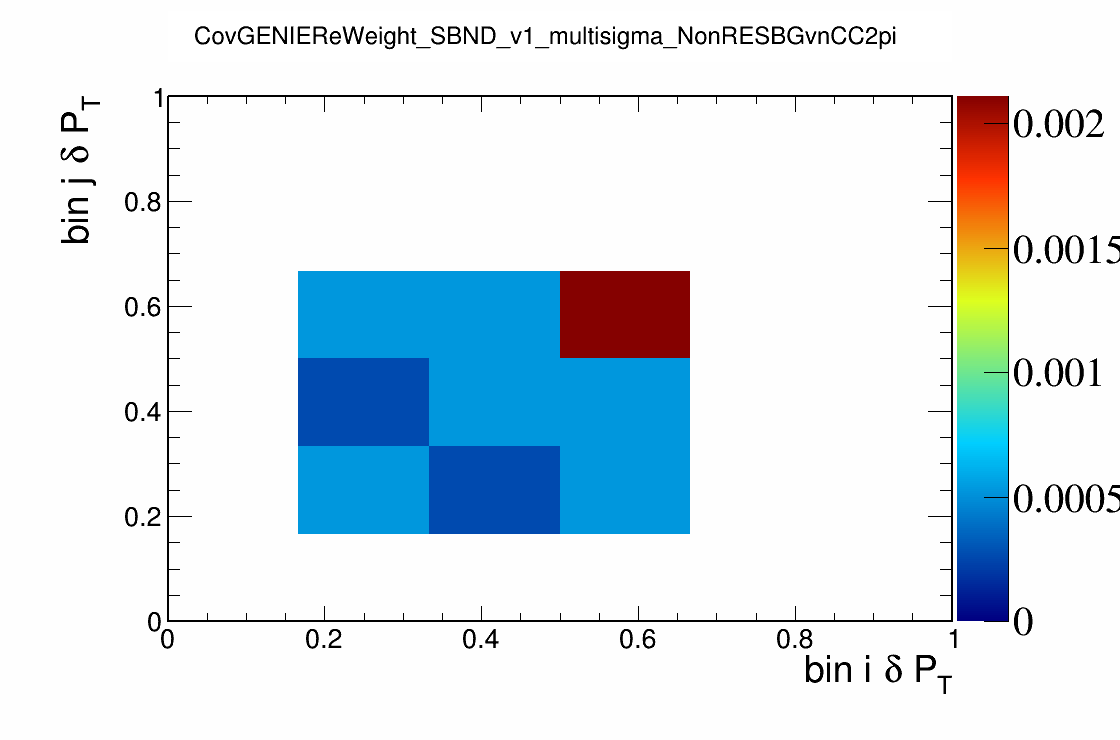 CovGENIEReWeight_SBND_v1_multisigma_NonRESBGvnCC2pi
bin j δ P_T
1
0.8
0.6
0.4
0.2
0
0 0.2 0.4 0.6 0.8 1
bin i δ P_T
0.002
0.0015
0.001
0.0005
0